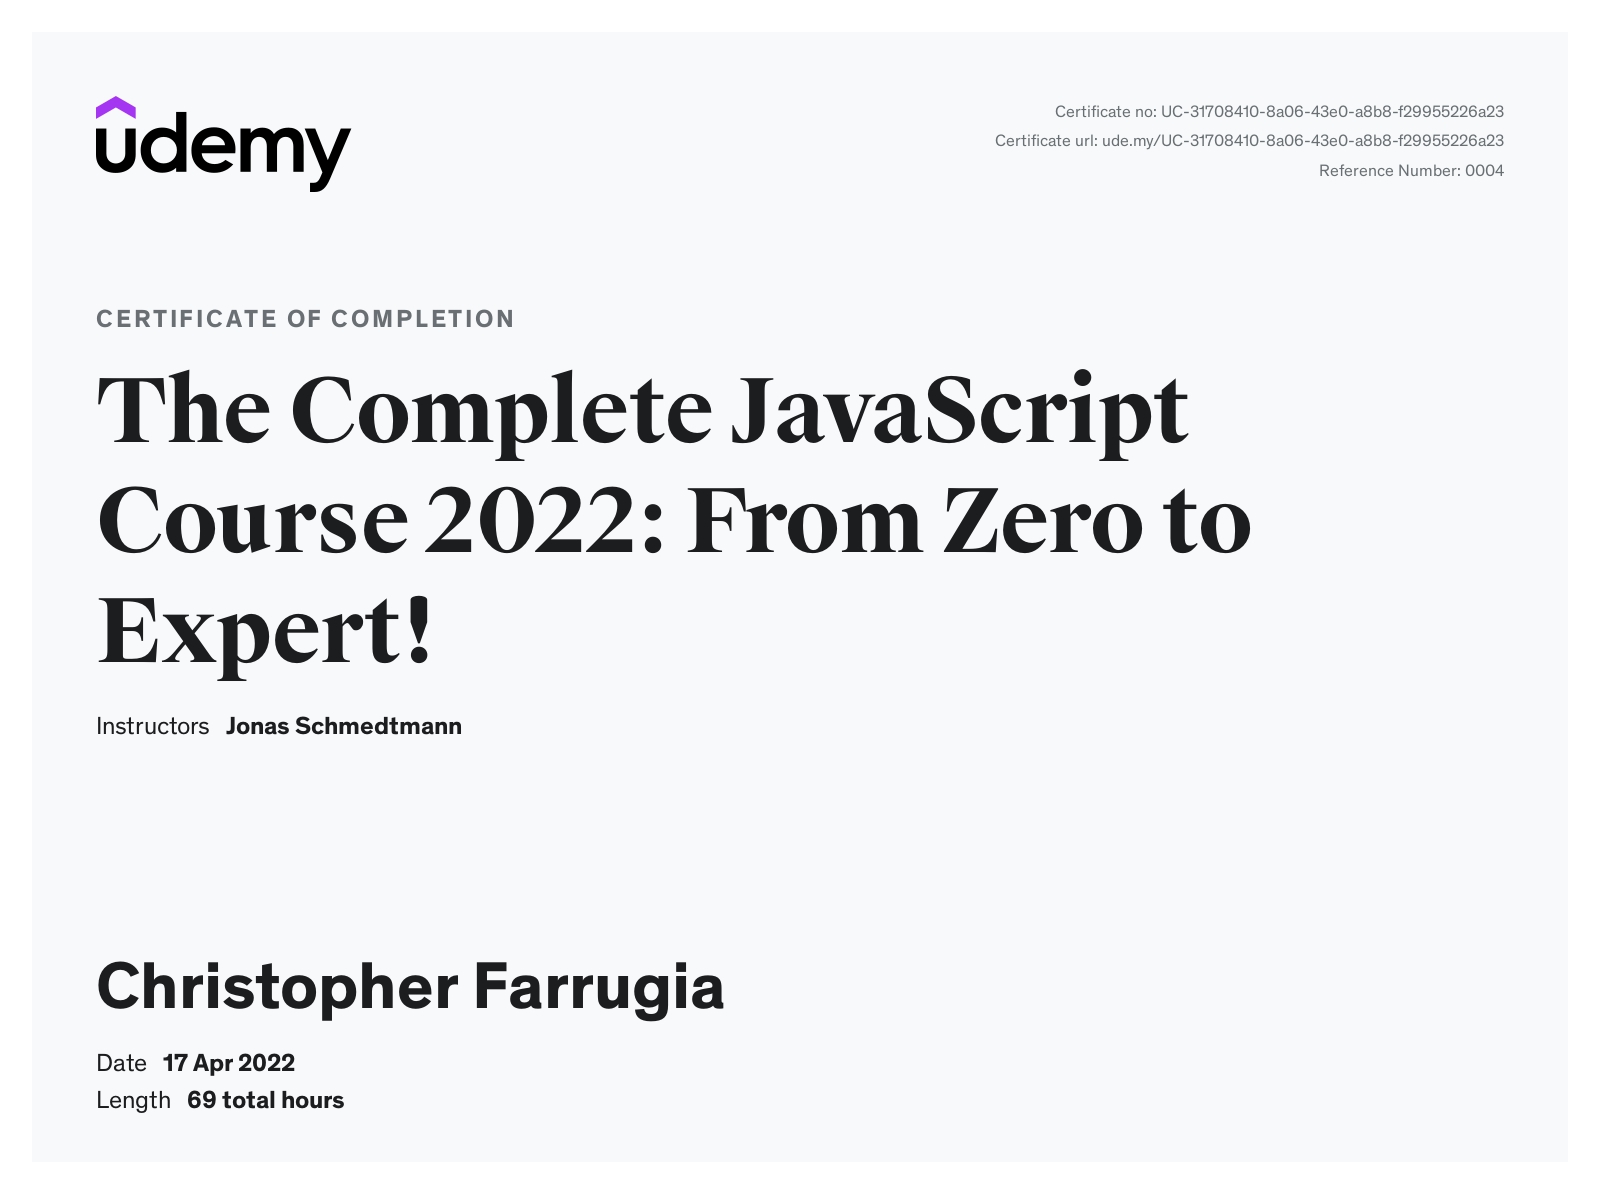 udemy
Certificate no: UC-31708410-8a06-43e0-a8b8-f29955226a23
Certificate url: ude.my/UC-31708410-8a06-43e0-a8b8-f29955226a23
Reference Number: 0004
CERTIFICATE OF COMPLETION
The Complete JavaScript
Course 2022: From Zero to
Expert!
Instructors Jonas Schmedtmann
Christopher Farrugia
Date 17 Apr 2022
Length 69 total hours